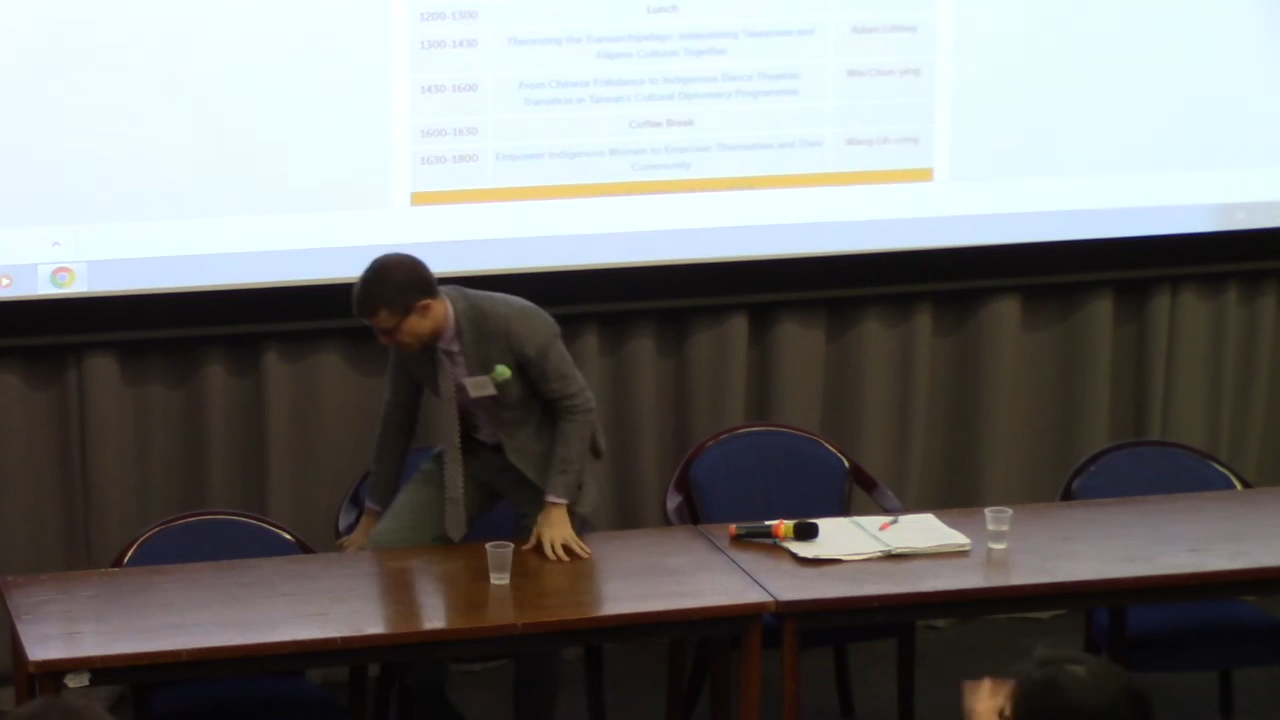 1200-1300 Lunch
1300-1430 Theorizing the Transarchipelago: Interpreting Taiwanese and
Filipino Cultures Together
1430-1600 From Chinese Folkdance to Indigenous Dance Theatre:
Transition in Taiwan's Cultural Diplomacy Programmes
1600-1630 Coffee Break
1630-1800 Empower Indigenous Women to Empower Themselves and Their
Community